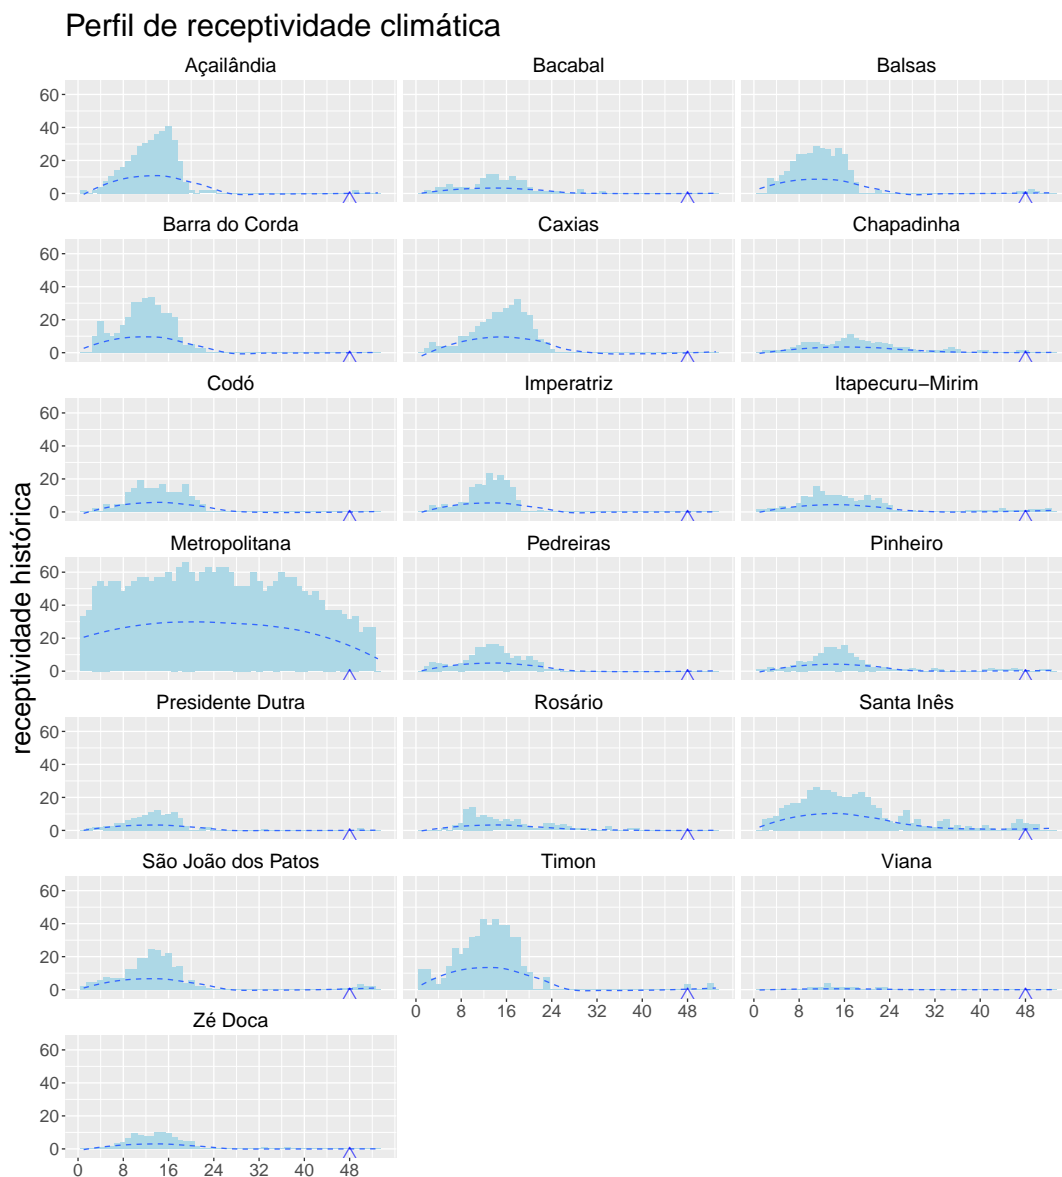 Perfil de receptividade climática
Açailândia Bacabal Balsas
60
40
20
0
Barra do Corda Caxias Chapadinha
60
40
20
0
Codó Imperatriz Itapecuru−Mirim
60
40
20
0
receptividade histórica
Metropolitana Pedreiras Pinheiro
60
40
20
0
Presidente Dutra Rosário Santa Inês
60
40
20
0
São João dos Patos Timon Viana
60
40
20
0
0 8 16 24 32 40 48 0 8 16 24 32 40 48
Zé Doca
60
40
20
0
0 8 16 24 32 40 48